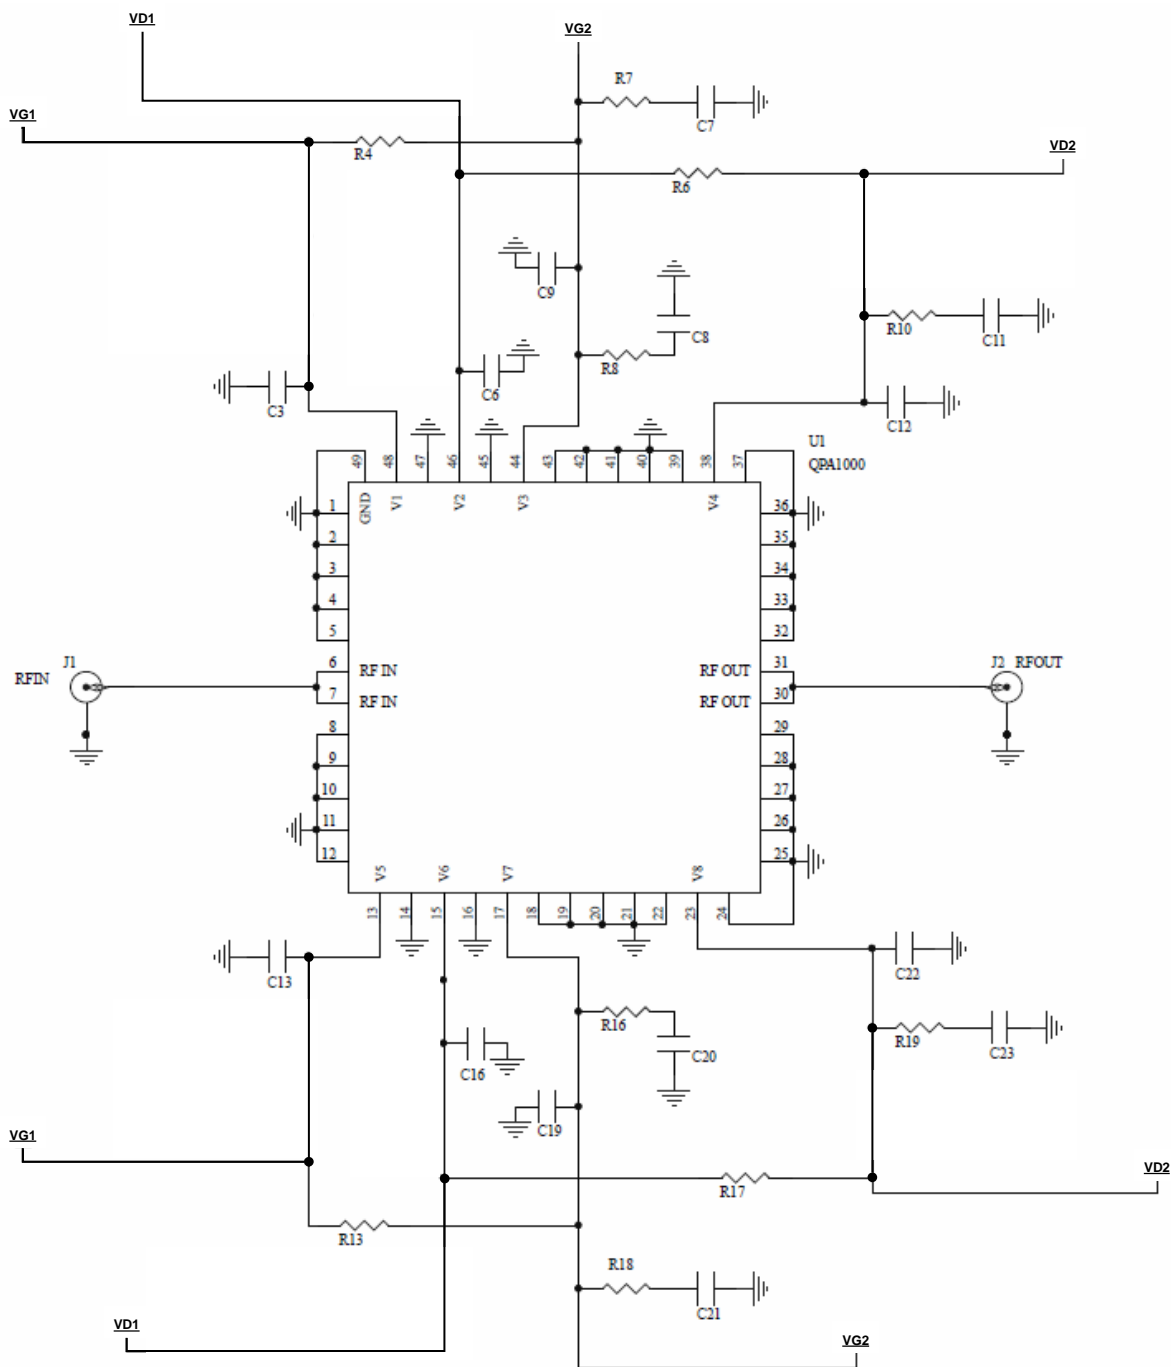 VD1
VG2
R7
C7
VG1
R4
VD2
R6
C9
C8
R10
C11
R8
C6
C3
C12
U1
QPA1000
49
48
47
46
45
44
43
42
41
40
39
38
37
GND
V1
V2
V3
V4
1
36
2
35
3
34
4
33
5
32
6
RF IN
RF OUT
31
J1
RFIN
J2 RFOUT
7
RF IN
RF OUT
30
8
29
9
28
10
27
11
26
12
25
V5
V6
V7
V8
13
14
15
16
17
18
19
20
21
22
23
24
C13
C22
R16
R19
C23
C20
C16
C19
VG1
VD2
R17
R13
R18
C21
VD1
VG2